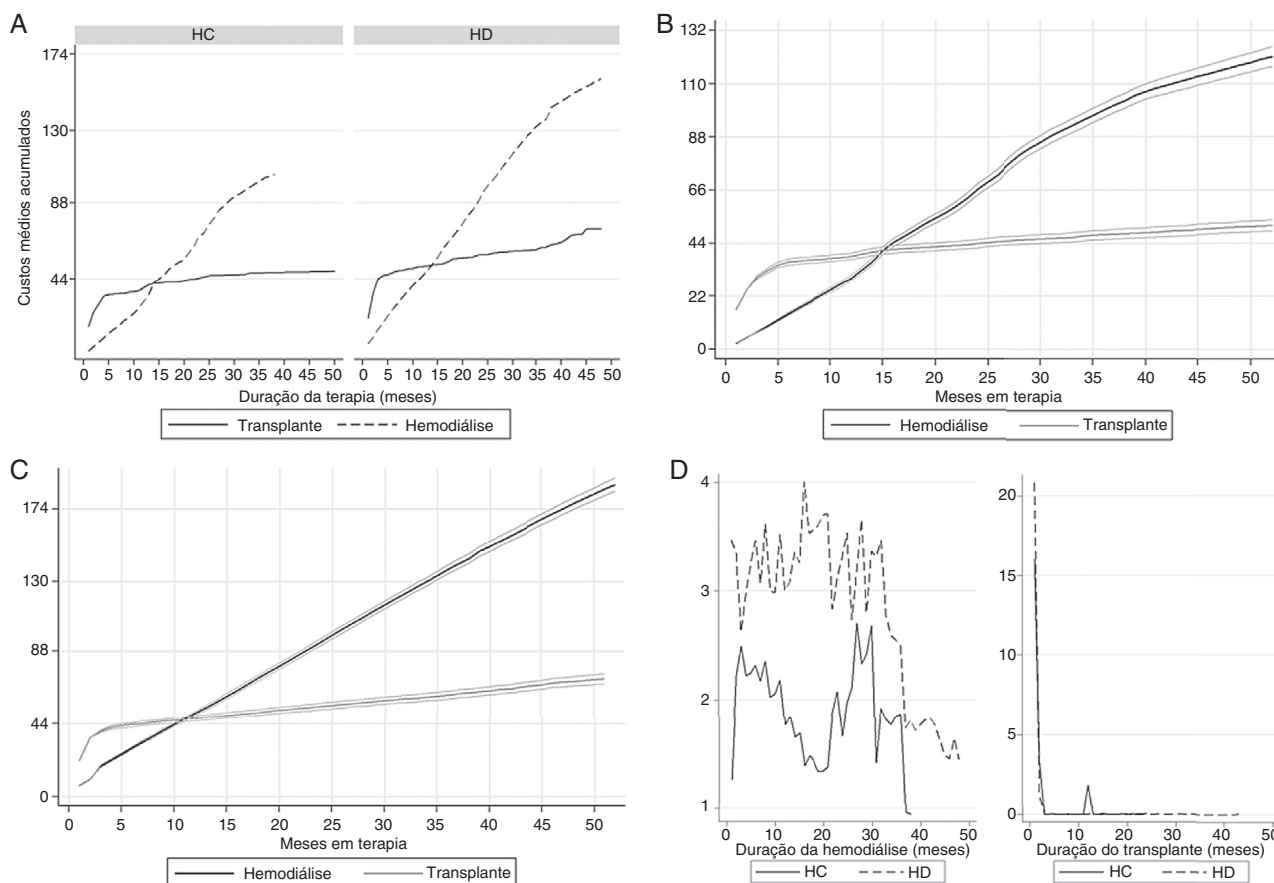 A
HC
HD
174
130
88
44
Custos médios acumulados
0 5 10 15 20 25 30 35 40 45 50
0 5 10 15 20 25 30 35 40 45 50
Duração da terapia (meses)
Transplante
Hemodiálise
B
132
110
88
66
44
22
0
0 5 10 15 20 25 30 35 40 45 50
Meses em terapia
Hemodiálise
Transplante
C
174
130
88
44
0
0 5 10 15 20 25 30 35 40 45 50
Meses em terapia
Hemodiálise
Transplante
D
4
3
2
1
0 10 20 30 40 50
Duração da hemodiálise (meses)
HC
HD
20
15
10
5
0
0 10 20 30 40 50
Duração do transplante (meses)
HC
HD